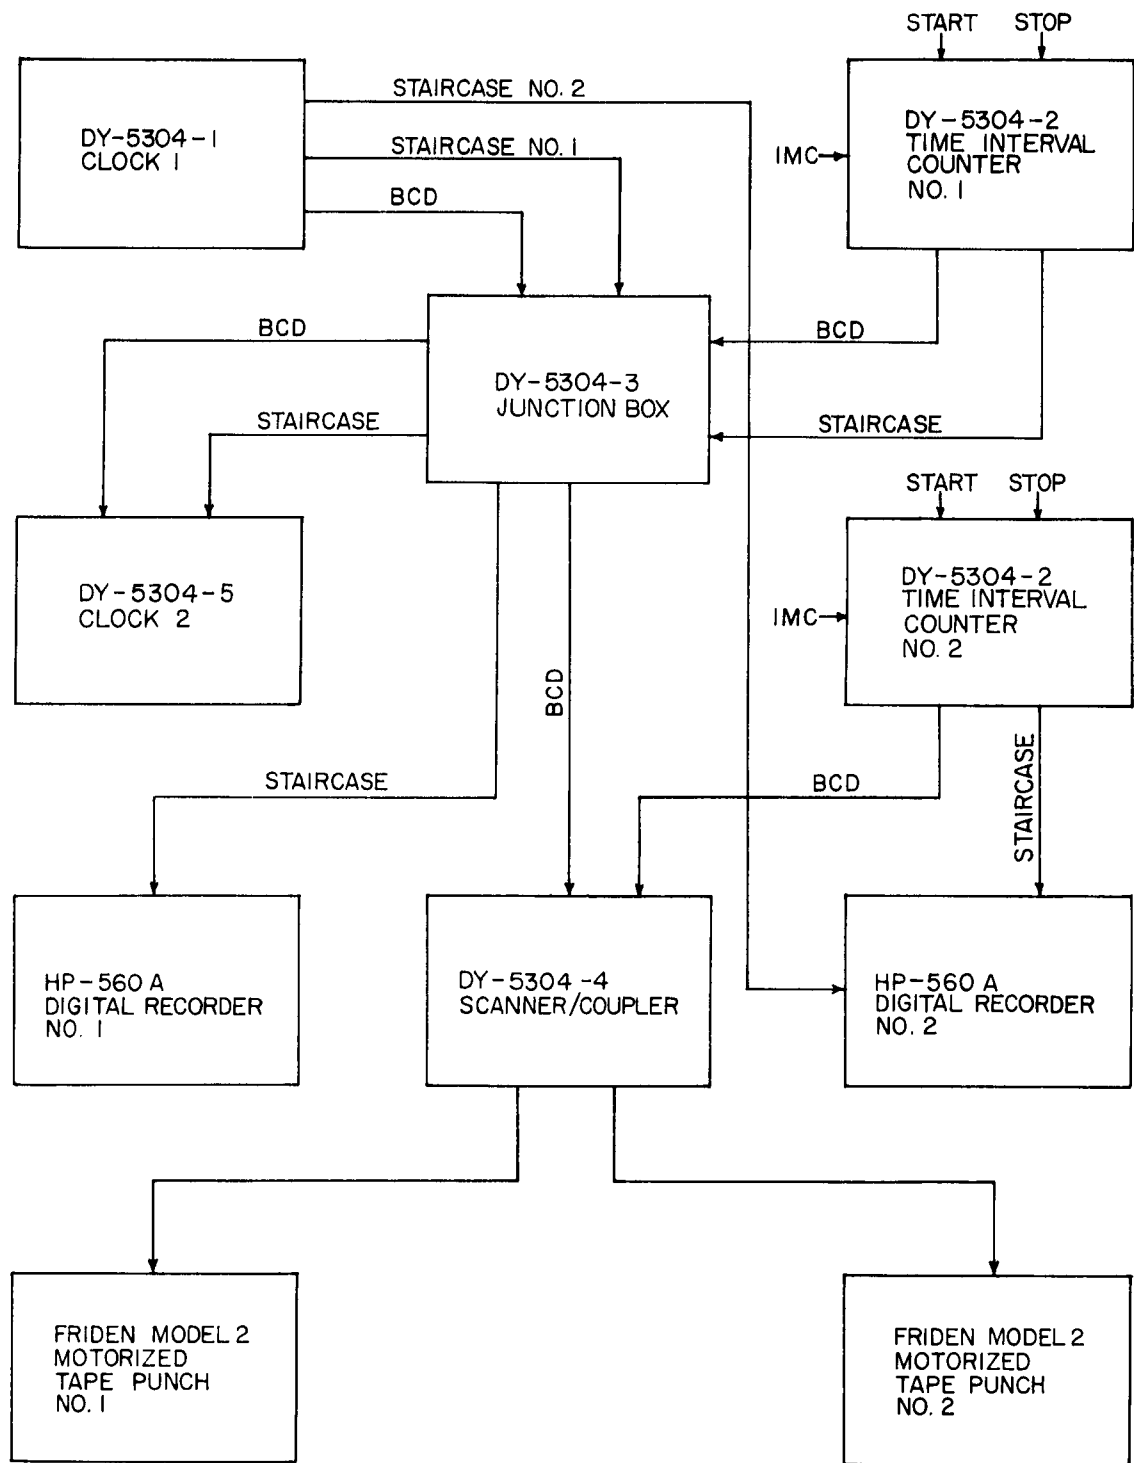 START STOP
STAIRCASE NO. 2
DY-5304-1
CLOCK 1
STAIRCASE NO. 1
BCD
DY-5304-2
TIME INTERVAL
COUNTER
NO. 1
1MC
BCD
STAIRCASE
DY-5304-3
JUNCTION BOX
BCD
STAIRCASE
START STOP
DY-5304-5
CLOCK 2
DY-5304-2
TIME INTERVAL
COUNTER
NO. 2
1MC
BCD
STAIRCASE
BCD
STAIRCASE
HP-560 A
DIGITAL RECORDER
NO. 1
DY-5304-4
SCANNER/COUPLER
HP-560 A
DIGITAL RECORDER
NO. 2
FRIDEN MODEL 2
MOTORIZED
TAPE PUNCH
NO. 1
FRIDEN MODEL 2
MOTORIZED
TAPE PUNCH
NO. 2